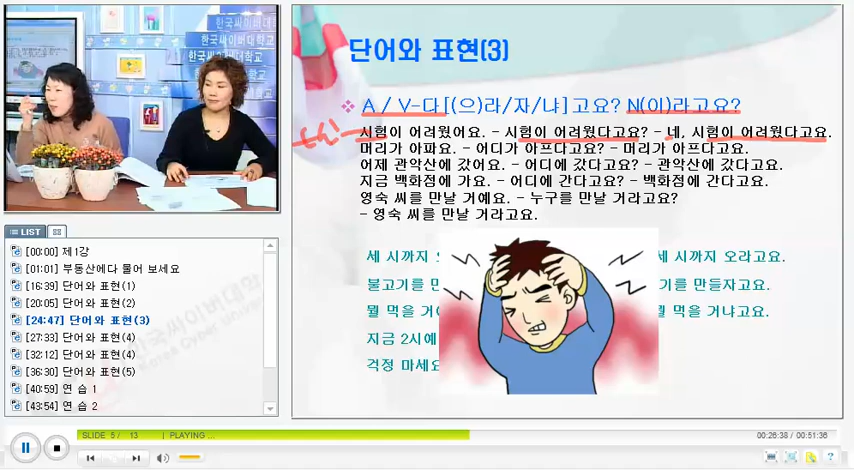 한국싸이버대학교
단어와 표현(3)
❖ A / V-다[(으)라/자/냐]고요? N(이)라고요?
시험이 어려웠어요. - 시험이 어려웠다고요? - 네, 시험이 어려웠다고요.
머리가 아파요. - 어디가 아프다고요? - 머리가 아프다고요.
어제 관악산에 갔어요. - 어디에 갔다고요? - 관악산에 갔다고요.
지금 백화점에 가요. - 어디에 간다고요? - 백화점에 간다고요.
영숙 씨를 만날 거예요. - 누구를 만날 거라고요?
- 영숙 씨를 만날 거라고요.
세 시까지 세 시까지 오라고요.
불고기를 만 기를 만들자고요.
뭘 먹을 뭘 먹을 거냐고요.
지금 2시에
걱정 마세요
LIST
[00:00] 제1강
[01:01] 부동산에다 물어 보세요
[16:39] 단어와 표현(1)
[20:05] 단어와 표현(2)
[24:47] 단어와 표현(3)
[27:33] 단어와 표현(4)
[32:12] 단어와 표현(4)
[36:30] 단어와 표현(5)
[40:59] 연 습 1
[43:54] 연 습 2
SLIDE 5 / 13 | PLAYING ...
00:26:38 / 00:51:36